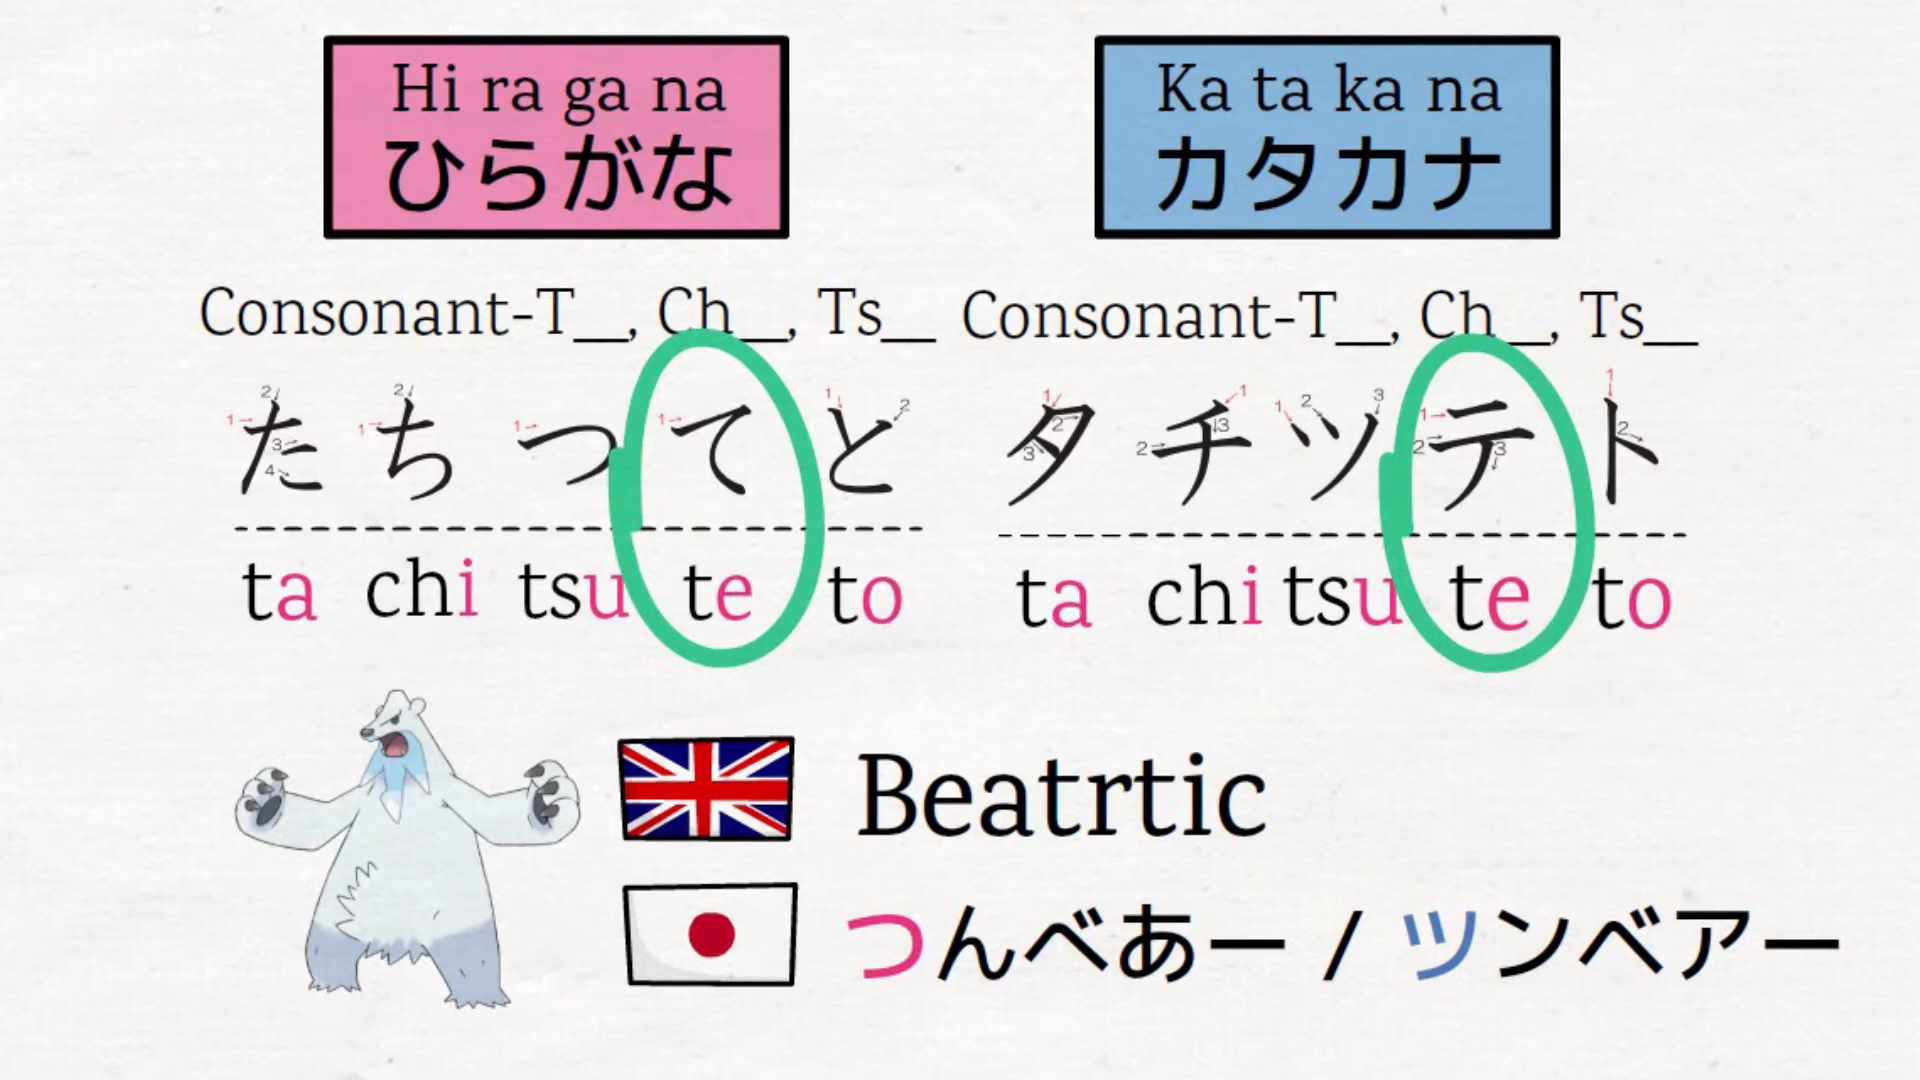 Hi ra ga na
ひらがな
Ka ta ka na
カタカナ
Consonant-T__, Ch__, Ts__
Consonant-T__, Ch__, Ts__
たちつてと
タチツテト
ta chi tsu te to
ta chi tsu te to
Beatrtic
つんべあー / ツンベアー